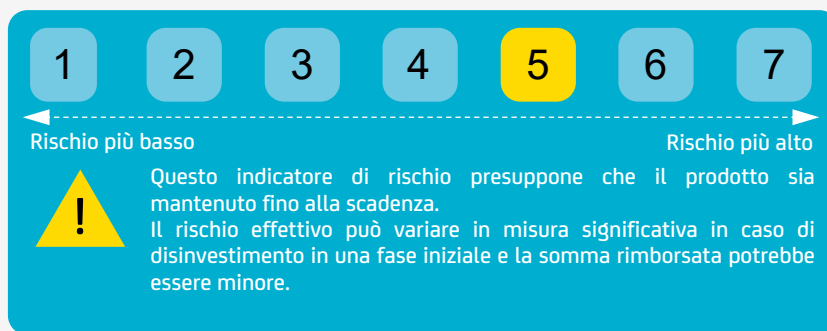 1 2 3 4 5 6 7
Rischio più basso Rischio più alto
!
Questo indicatore di rischio presuppone che il prodotto sia
mantenuto fino alla scadenza.
Il rischio effettivo può variare in misura significativa in caso di
disinvestimento in una fase iniziale e la somma rimborsata potrebbe
essere minore.